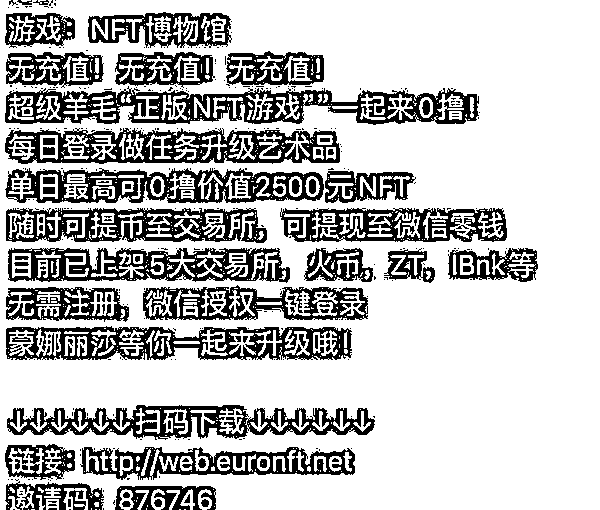 游戏：NFT博物馆
无充值！无充值！无充值！
超级羊毛“正版NFT游戏””一起来0撸！
每日登录做任务升级艺术品
单日最高可0撸价值2500元NFT
随时可提币至交易所，可提现至微信零钱
目前已上架5大交易所，火币，ZT，IBnk等
无需注册，微信授权一键登录
蒙娜丽莎等你一起来升级哦！
↓↓↓↓↓↓扫码下载↓↓↓↓↓↓
链接：http://web.euronft.net
邀请码：876746